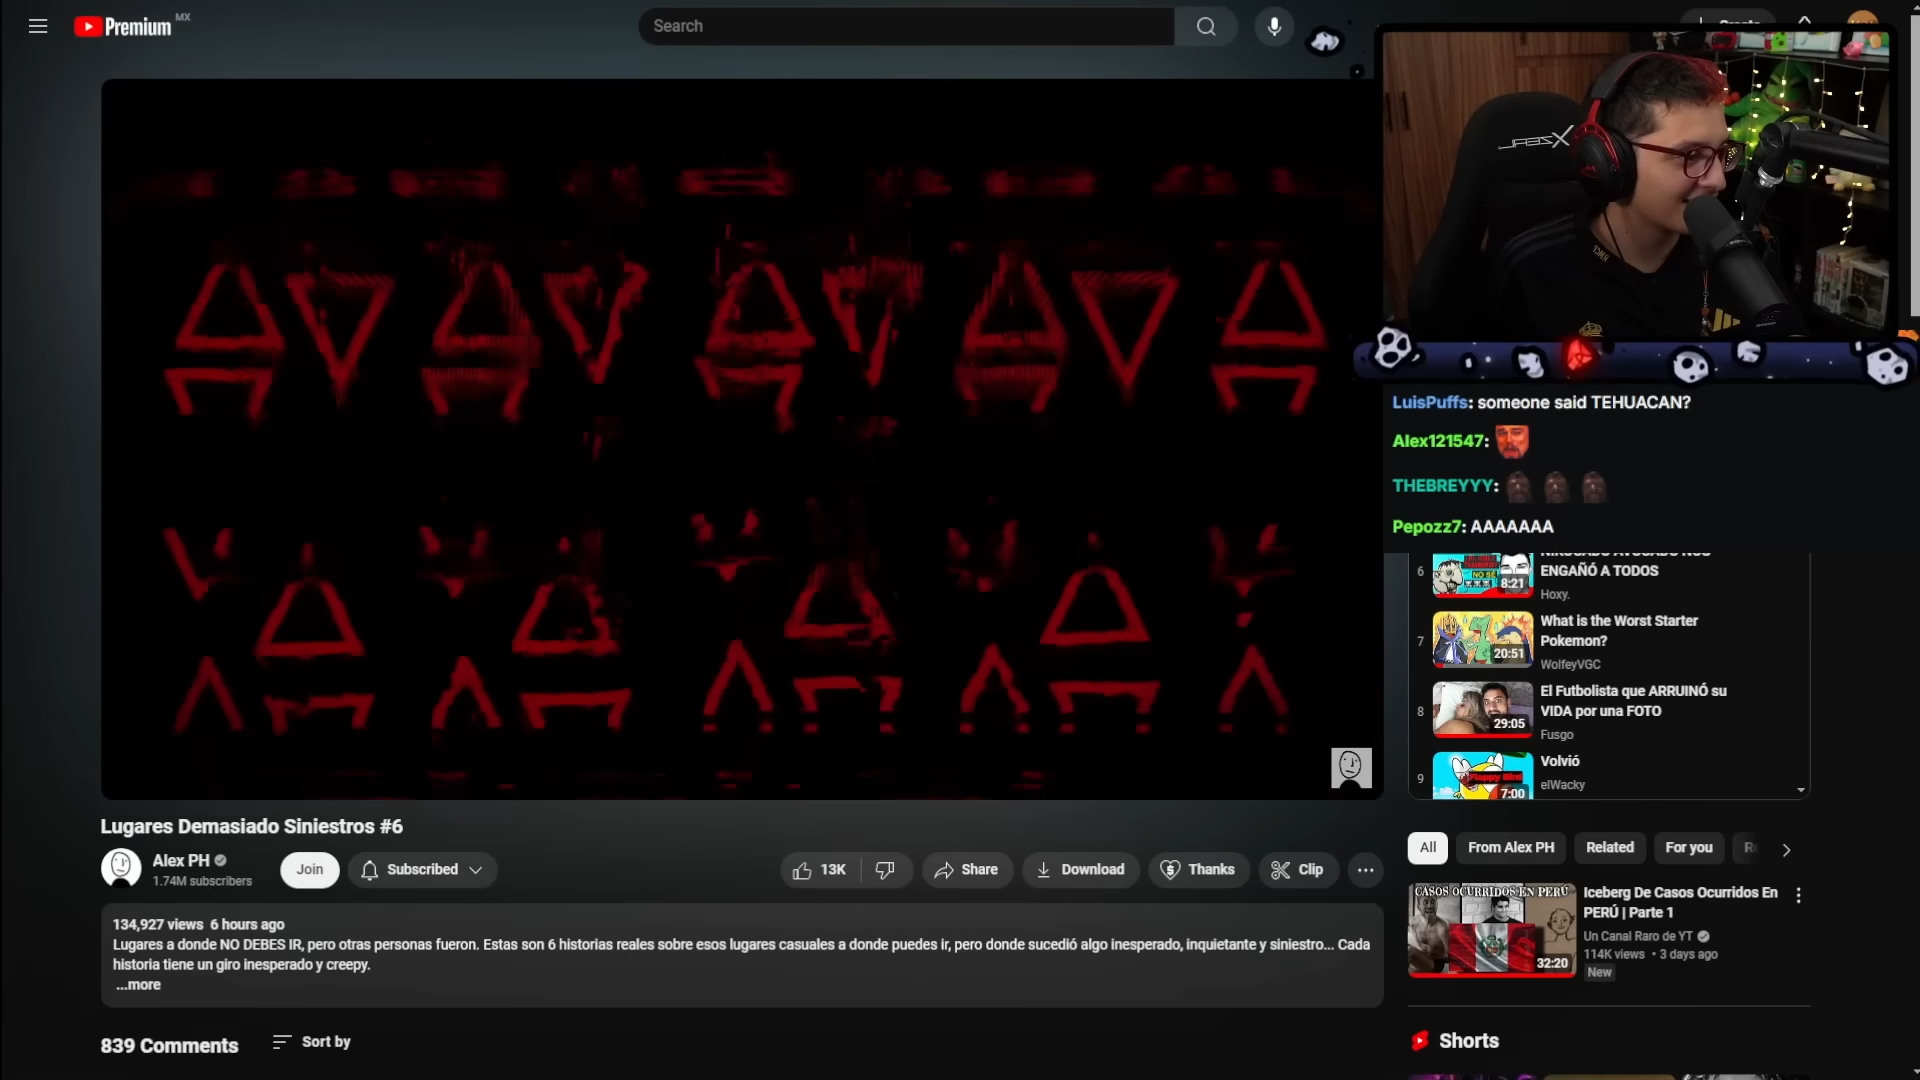 Premium MX
Search
Create
LuisPuffs: someone said TEHUACAN?
Alex121547:
THEBREYYY:
Pepozz7: AAAAAAA
6
NIKOCADO AVOCADO NOS
ENGAÑÓ A TODOS
8:21
Hoxy.
7
What is the Worst Starter
Pokemon?
20:51
WolfeyVGC
8
El Futbolista que ARRUINÓ su
VIDA por una FOTO
29:05
Fusgo
9
Volvió
Floppy Bird
7:00
elWacky
Lugares Demasiado Siniestros #6
Alex PH
1.74M subscribers
Join
Subscribed
13K
Share
Download
Thanks
Clip
134,927 views 6 hours ago
Lugares a donde NO DEBES IR, pero otras personas fueron. Estas son 6 historias reales sobre esos lugares casuales a donde puedes ir, pero donde sucedió algo inesperado, inquietante y siniestro... Cada
historia tiene un giro inesperado y creepy.
...more
839 Comments
Sort by
All
From Alex PH
Related
For you
CASOS OCURRIDOS EN PERÚ
32:20
Iceberg De Casos Ocurridos En
PERÚ | Parte 1
Un Canal Raro de YT
114K views • 3 days ago
New
Shorts